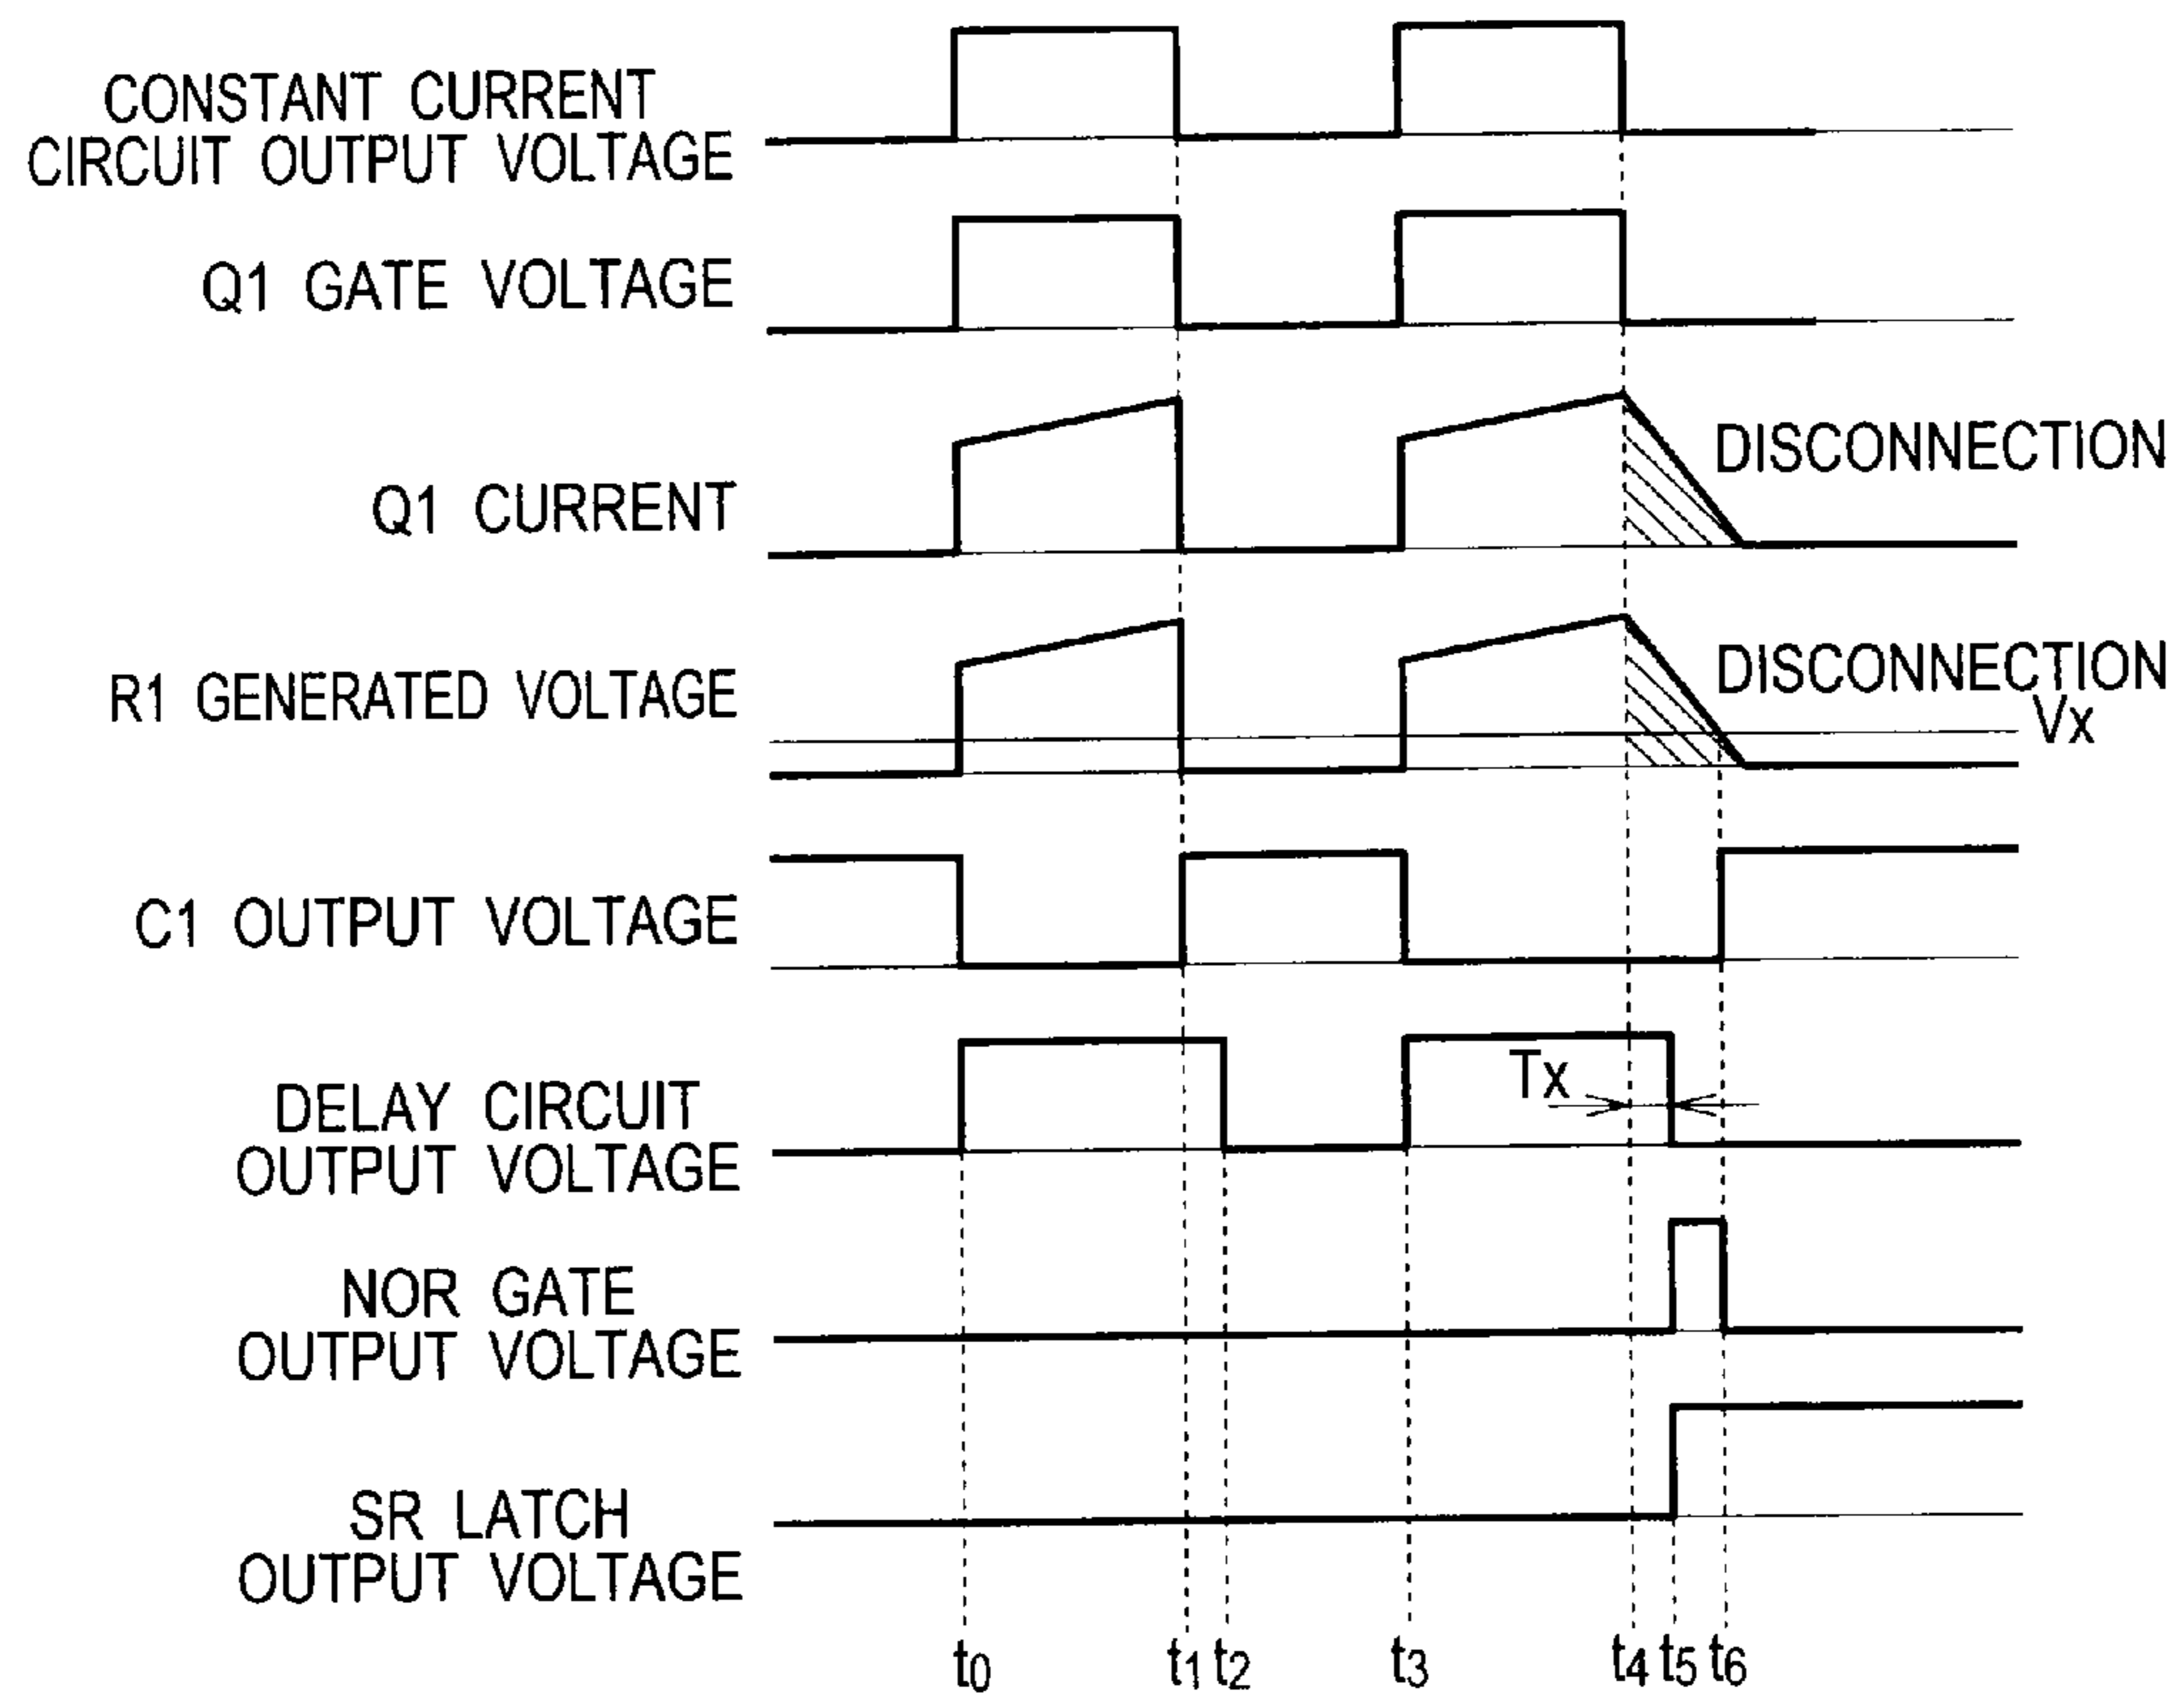 CONSTANT CURRENT
CIRCUIT OUTPUT VOLTAGE
Q1 GATE VOLTAGE
DISCONNECTION
Q1 CURRENT
DISCONNECTION
R1 GENERATED VOLTAGE
Vx
C1 OUTPUT VOLTAGE
Tx
DELAY CIRCUIT
OUTPUT VOLTAGE
NOR GATE
OUTPUT VOLTAGE
SR LATCH
OUTPUT VOLTAGE
t0 t1 t2 t3 t4 t5 t6